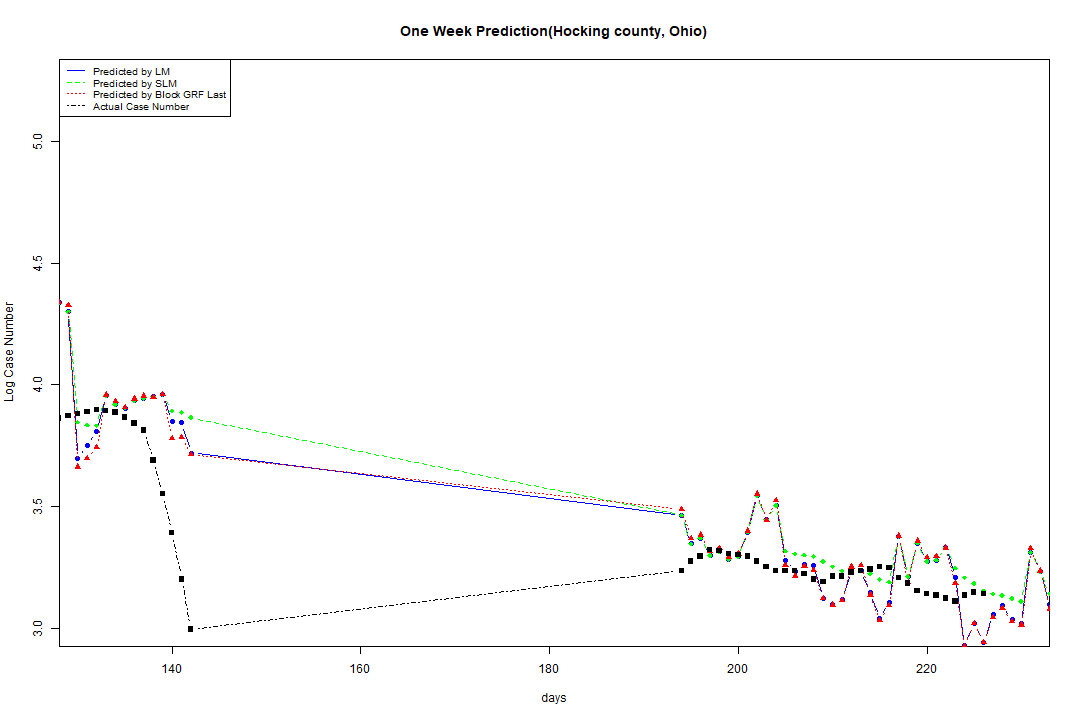 One Week Prediction(Hocking county, Ohio)
Predicted by LM
Predicted by SLM
Predicted by Block GRF Last
Actual Case Number
5.0
4.5
4.0
3.5
3.0
Log Case Number
140
160
180
200
220
days